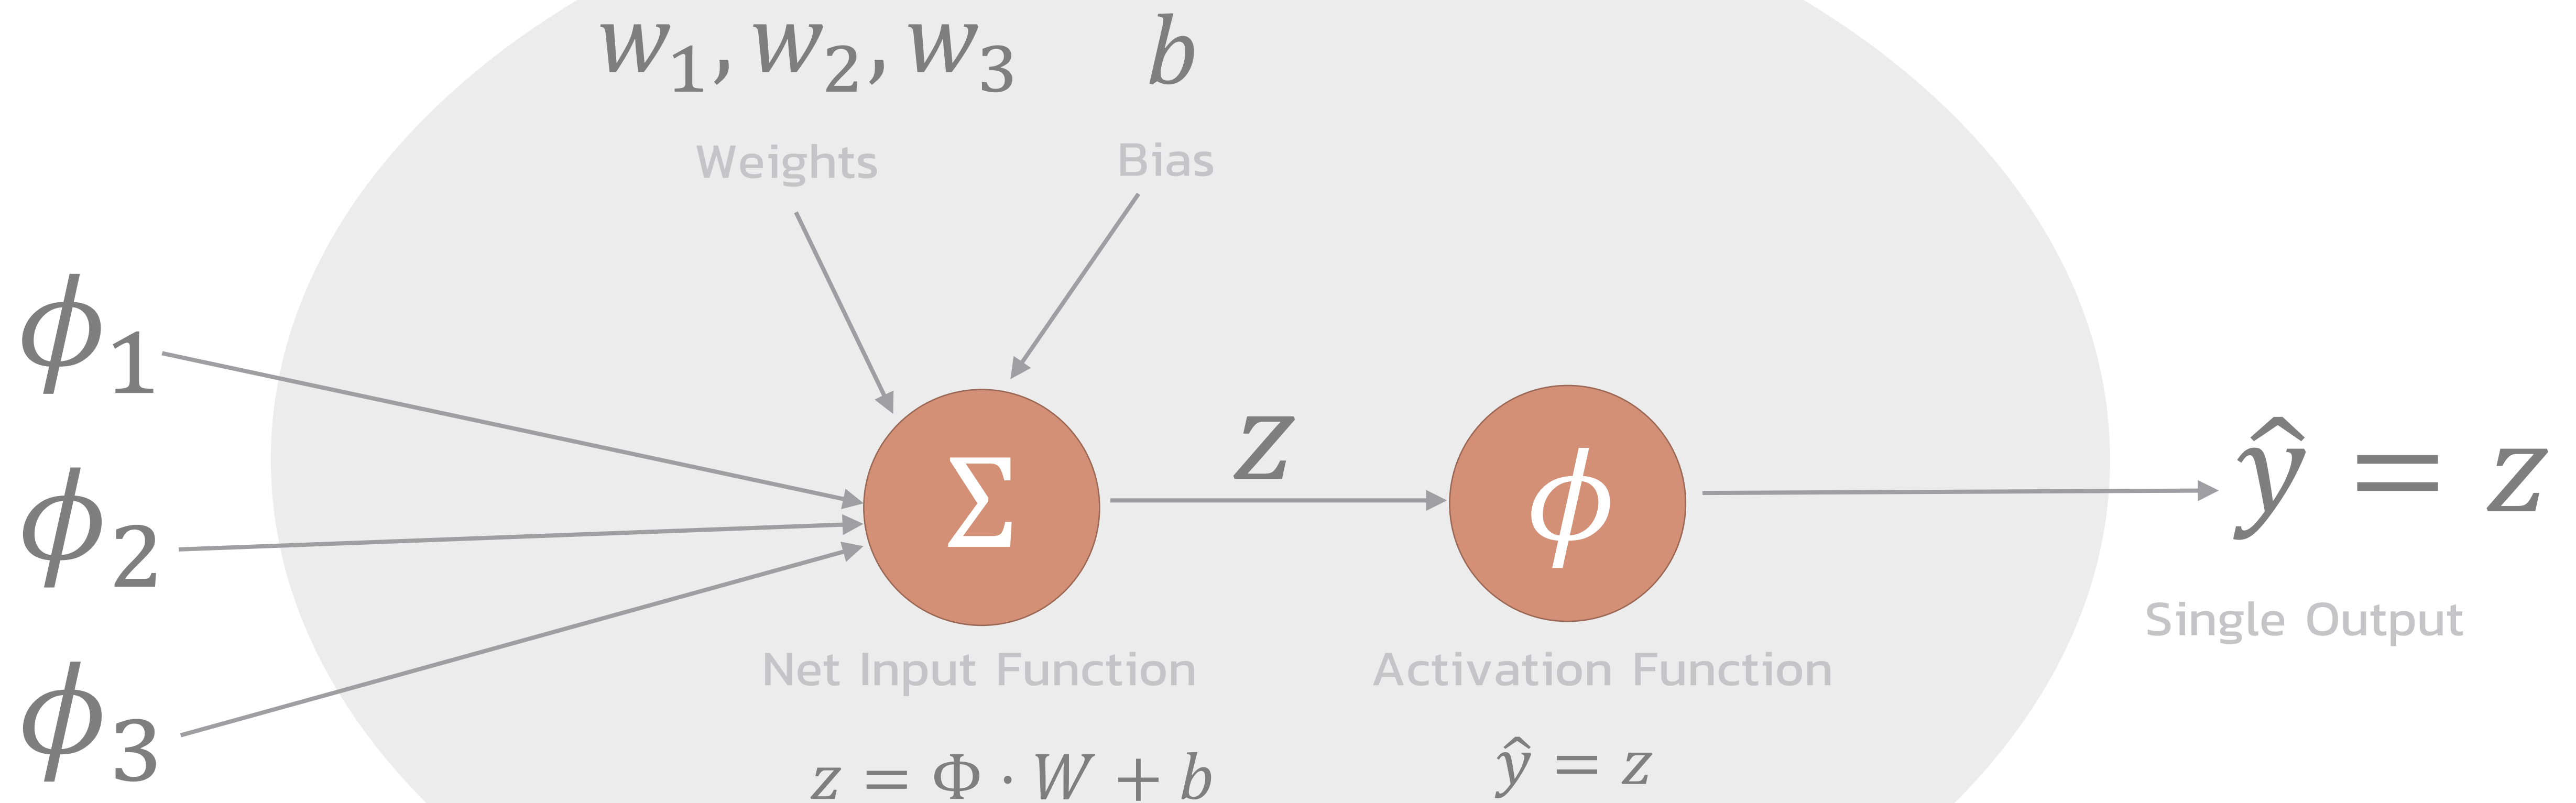 w₁, w₂, w₃
b
Weights
Bias
ϕ₁
ϕ₂
ϕ₃
Σ
z
ϕ
ŷ = z
Single Output
Net Input Function
Activation Function
z = Φ · W + b
ŷ = z